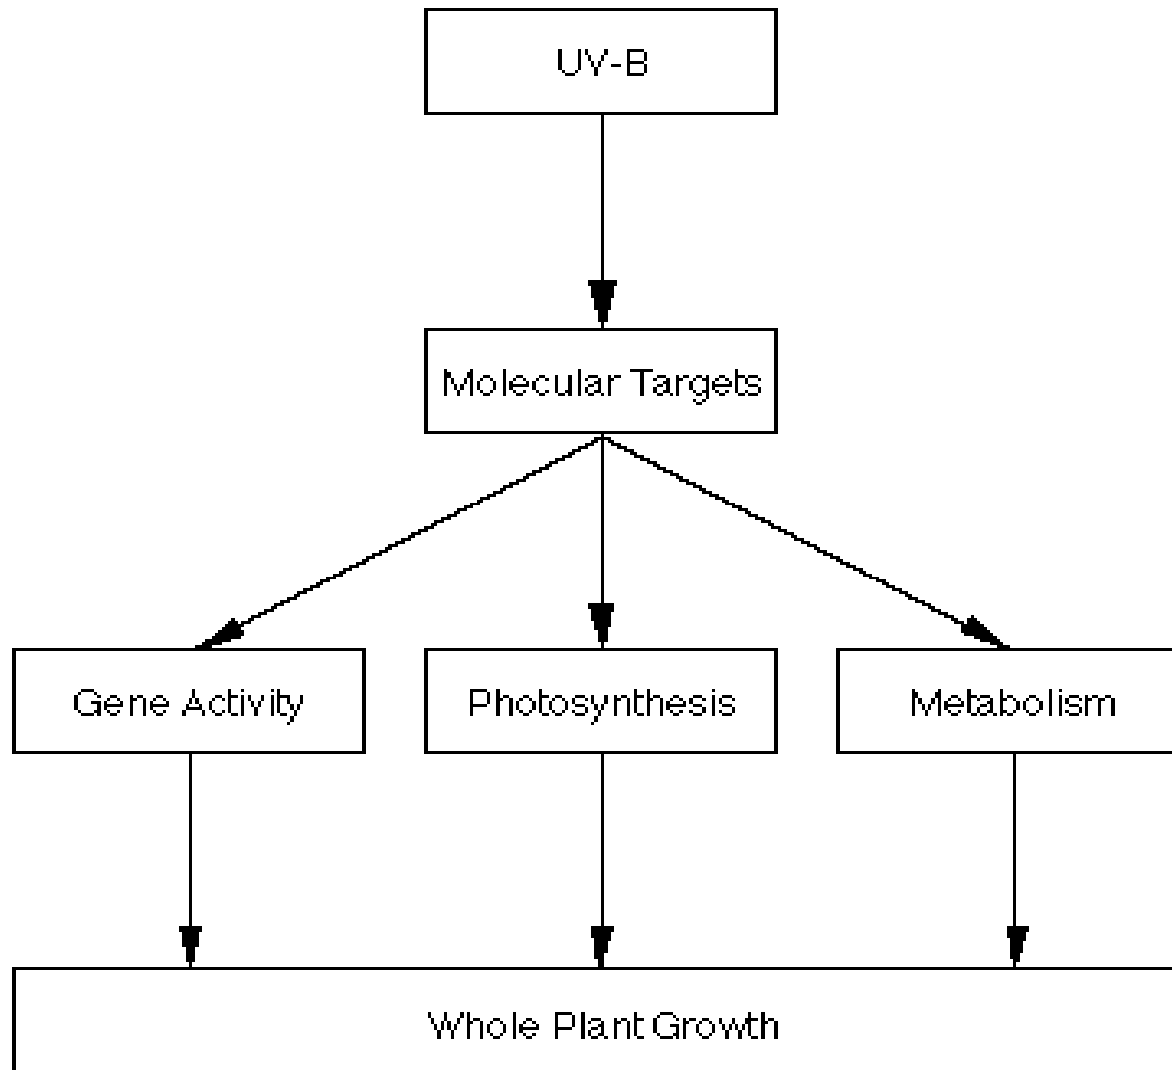 UV-B
Molecular Targets
Gene Activity
Photosynthesis
Metabolism
Whole Plant Growth